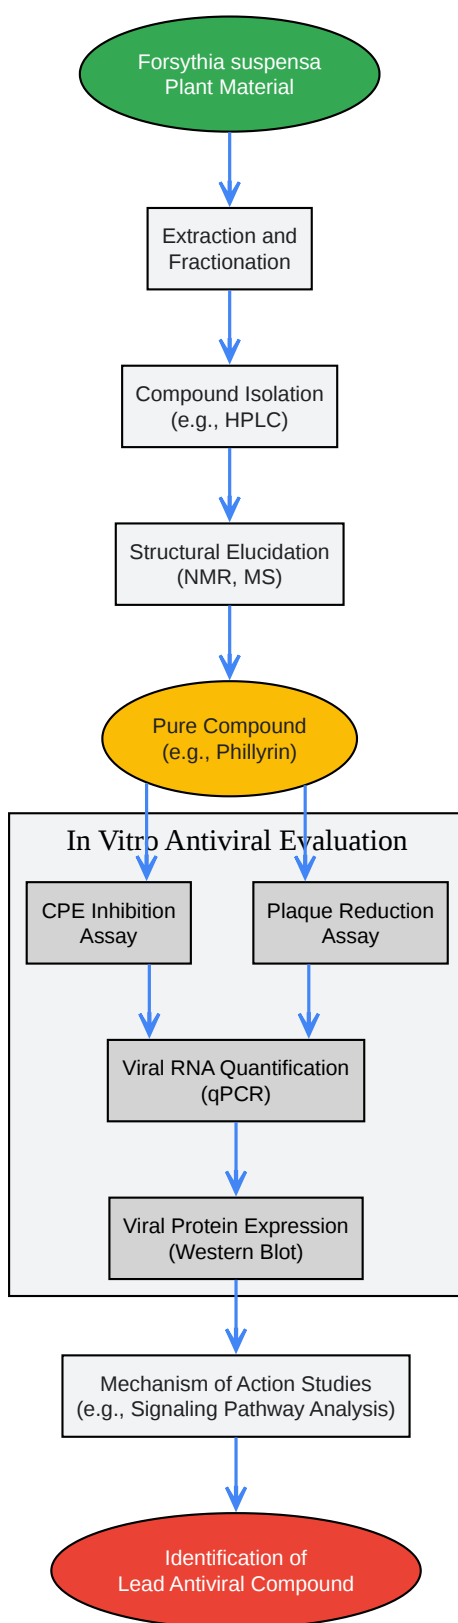 Forsythia suspensa
Plant Material
Extraction and
Fractionation
Compound Isolation
(e.g., HPLC)
Structural Elucidation
(NMR, MS)
Pure Compound
(e.g., Phillyrin)
In Vitro Antiviral Evaluation
CPE Inhibition
Assay
Plaque Reduction
Assay
Viral RNA Quantification
(qPCR)
Viral Protein Expression
(Western Blot)
Mechanism of Action Studies
(e.g., Signaling Pathway Analysis)
Identification of
Lead Antiviral Compound